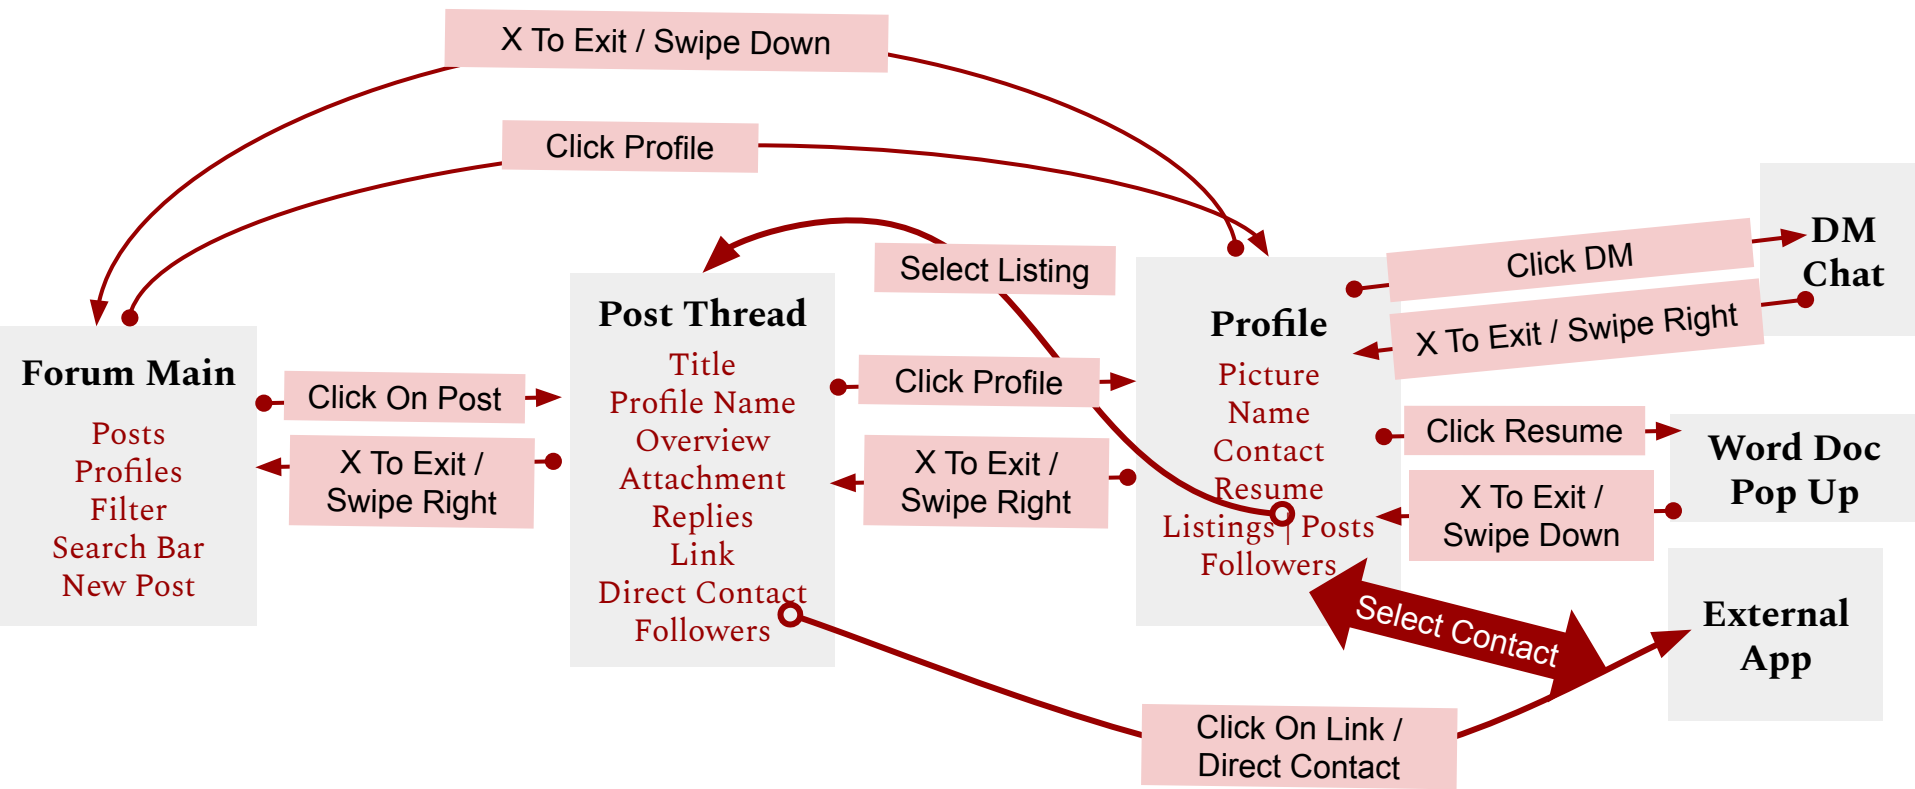 X To Exit / Swipe Down
Click Profile
Forum Main
Posts
Profiles
Filter
Search Bar
New Post
Click On Post
X To Exit /
Swipe Right
Post Thread
Title
Profile Name
Overview
Attachment
Replies
Link
Direct Contact
Followers
Select Listing
Click Profile
X To Exit /
Swipe Right
Profile
Picture
Name
Contact
Resume
Listings | Posts
Followers
Click DM
X To Exit / Swipe Right
DM
Chat
Click Resume
X To Exit /
Swipe Down
Word Doc
Pop Up
Select Contact
External
App
Click On Link /
Direct Contact